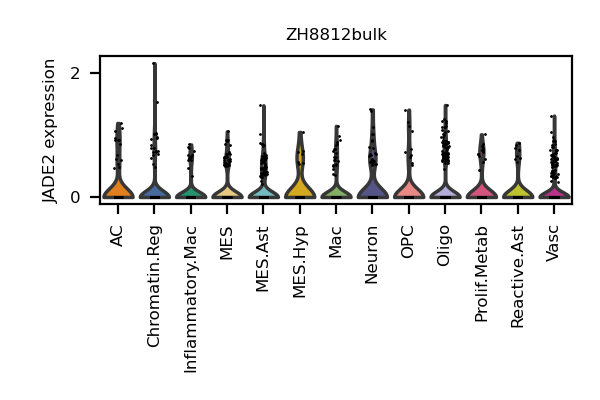 ZH8812bulk
JADE2 expression
2
0
AC
Chromatin.Reg
Inflammatory.Mac
MES
MES.Ast
MES.Hyp
Mac
Neuron
OPC
Oligo
Prolif.Metab
Reactive.Ast
Vasc